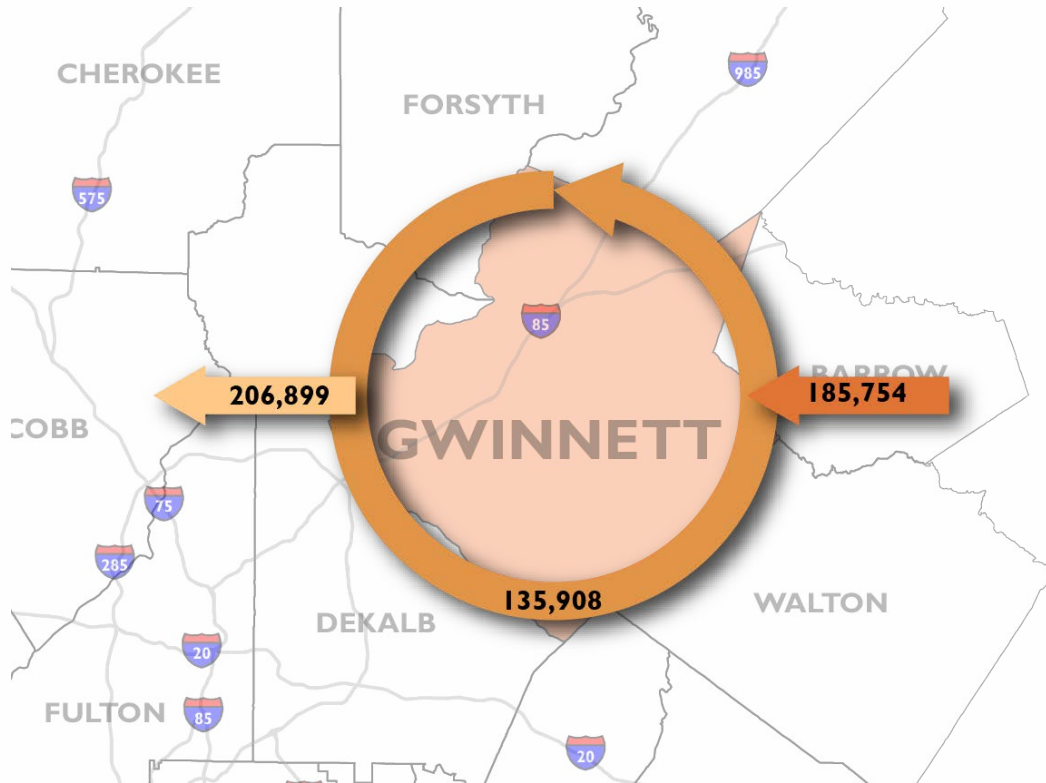 CHEROKEE
985
FORSYTH
575
85
206,899
BARROW
185,754
COBB
GWINNETT
75
285
135,908
WALTON
DEKALB
20
FULTON
85
20